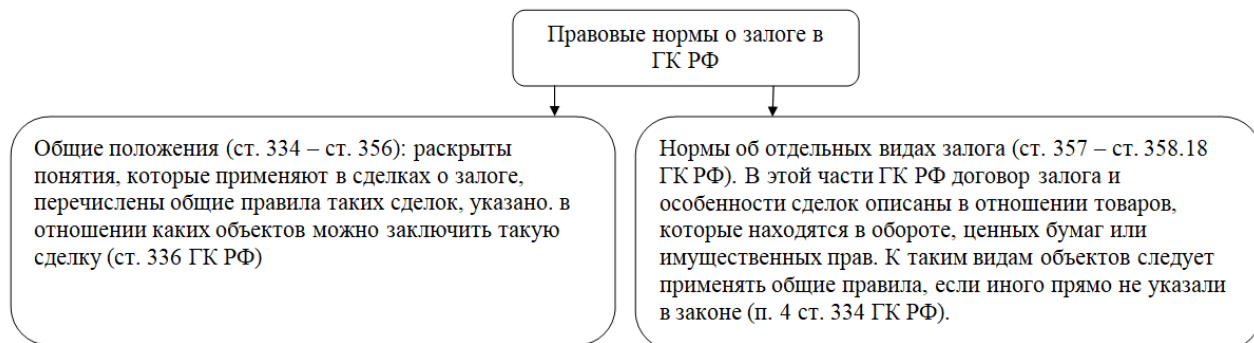 Правовые нормы о залоге в
ГК РФ
Общие положения (ст. 334 – ст. 356): раскрыты
понятия, которые применяют в сделках о залоге,
перечислены общие правила таких сделок, указано. в
отношении каких объектов можно заключить такую
сделку (ст. 336 ГК РФ)
Нормы об отдельных видах залога (ст. 357 – ст. 358.18
ГК РФ). В этой части ГК РФ договор залога и
особенности сделок описаны в отношении товаров,
которые находятся в обороте, ценных бумаг или
имущественных прав. К таким видам объектов следует
применять общие правила, если иного прямо не указали
в законе (п. 4 ст. 334 ГК РФ).